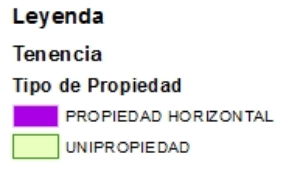 Leyenda
Tenencia
Tipo de Propiedad
PROPIEDAD HORIZONTAL
UNIPROPIEDAD